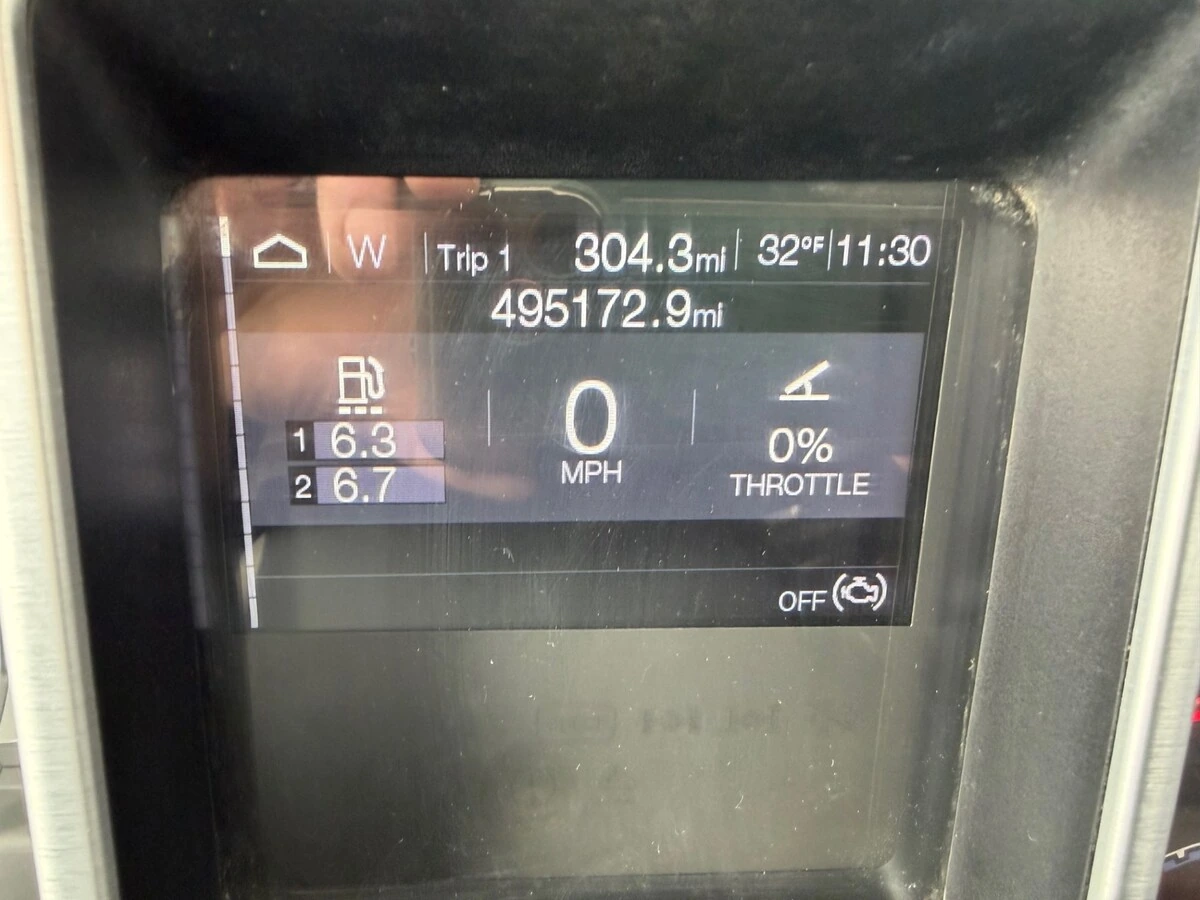 W Trip 1 304.3mi 32°F 11:30
495172.9mi
1 6.3
2 6.7
0
MPH
0%
THROTTLE
OFF